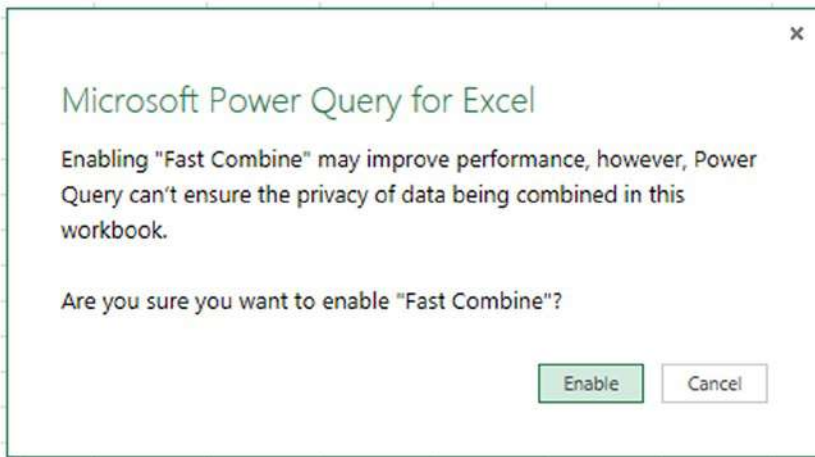 Microsoft Power Query for Excel
Enabling "Fast Combine" may improve performance, however, Power
Query can't ensure the privacy of data being combined in this
workbook.
Are you sure you want to enable "Fast Combine"?
Enable Cancel